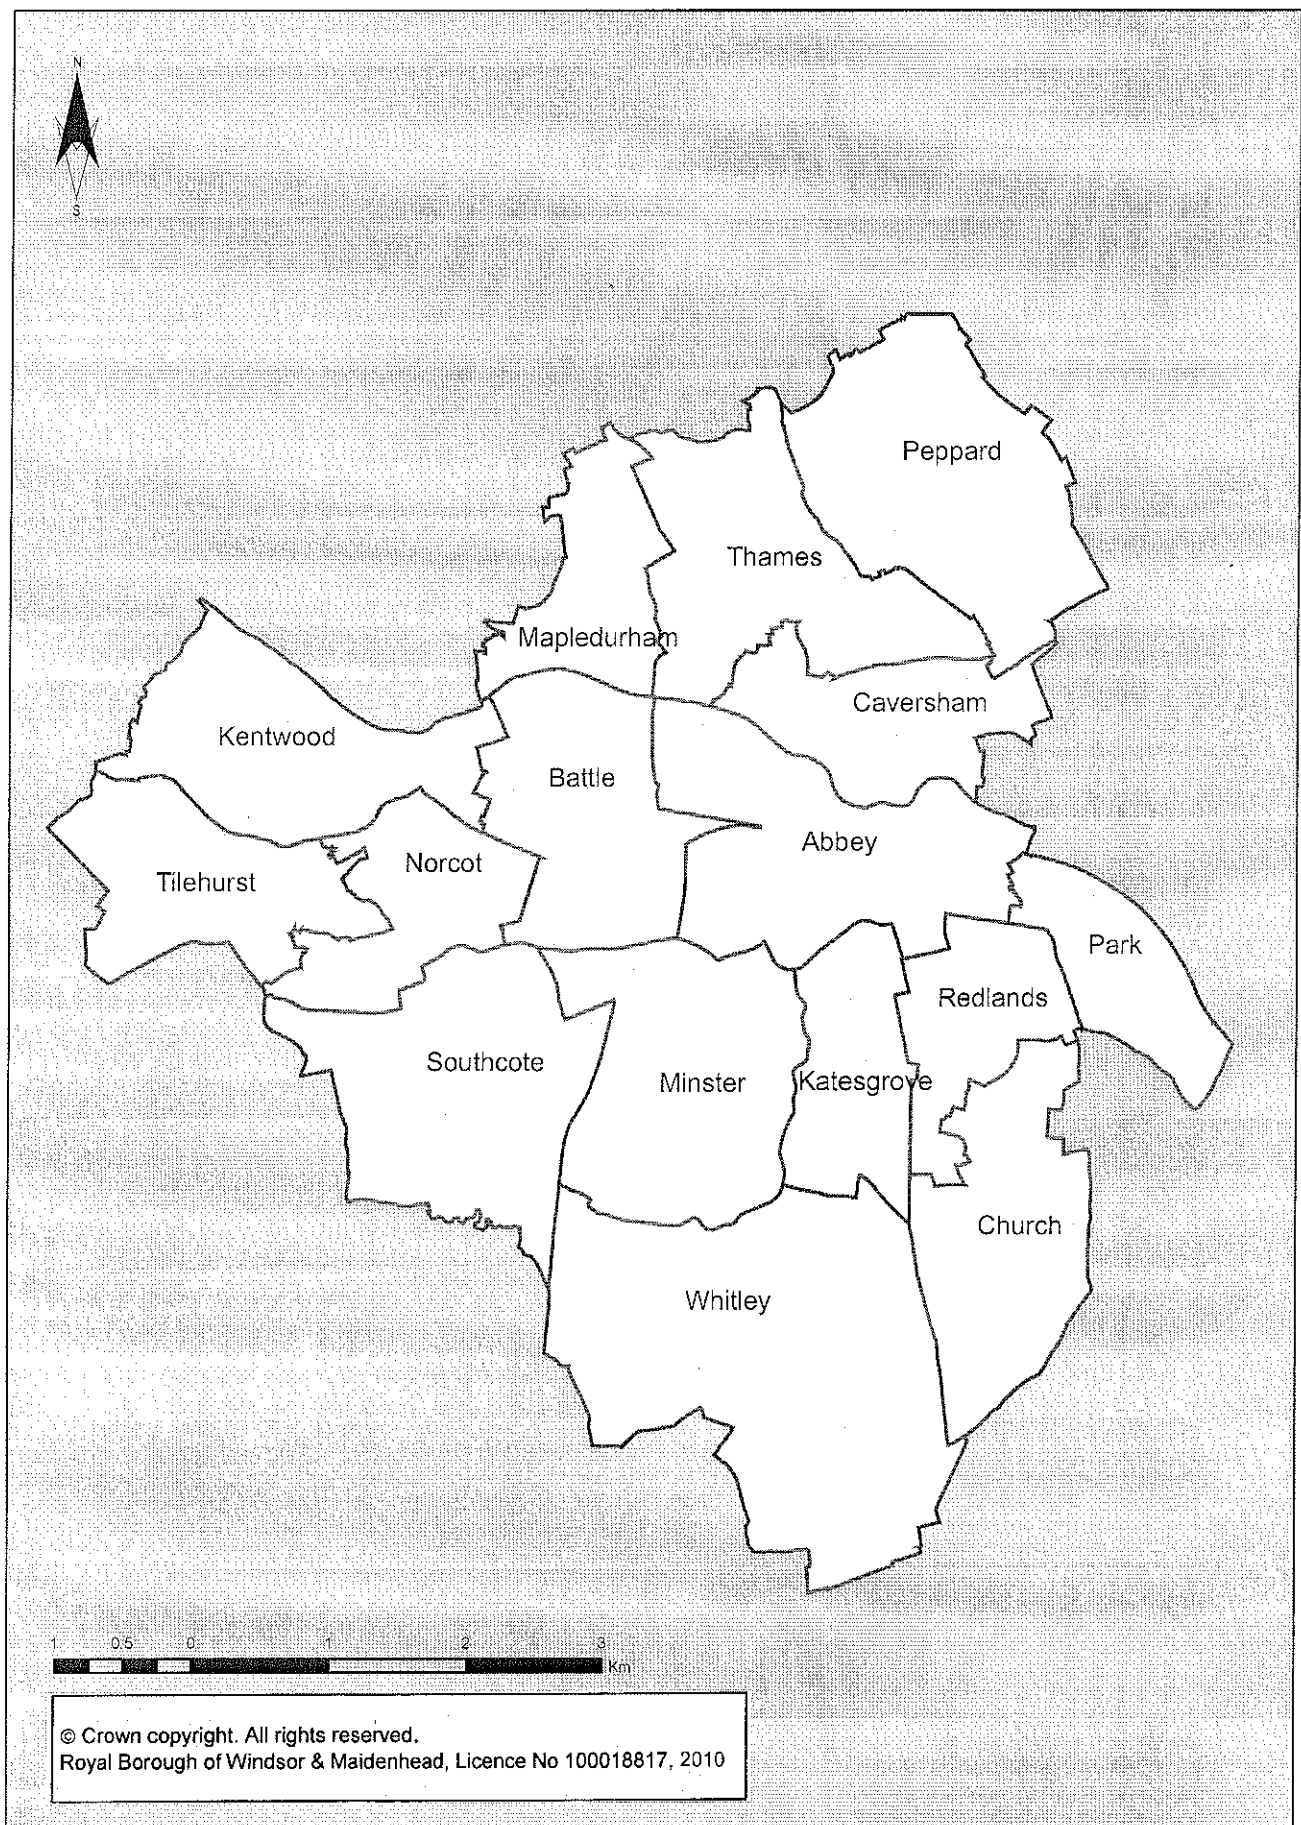 N
S
Peppard
Thames
Mapledurham
Caversham
Kentwood
Battle
Abbey
Norcot
Tilehurst
Park
Redlands
Southcote
Minster
Katesgrove
Church
Whitley
1 0.5 0 1 2 3
Km
© Crown copyright. All rights reserved.
Royal Borough of Windsor & Maidenhead, Licence No 100018817, 2010